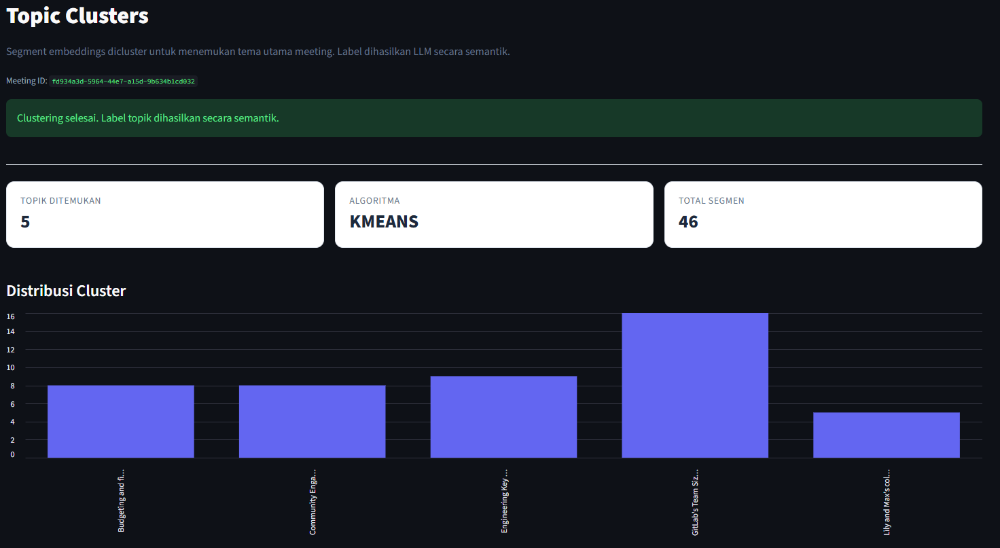 Topic Clusters
Segment embeddings dicluster untuk menemukan tema utama meeting. Label dihasilkan LLM secara semantik.
Meeting ID: fd934a3d-5964-44e7-a15d-9b634b1cd032
Clustering selesai. Label topik dihasilkan secara semantik.
TOPIK DITEMUKAN
5
ALGORITMA
KMEANS
TOTAL SEGMEN
46
Distribusi Cluster
16
14
12
10
8
6
4
2
0
Budgeting and fi...
Community Enga...
Engineering Key ...
GitLab's Team Siz...
Lily and Max's col...